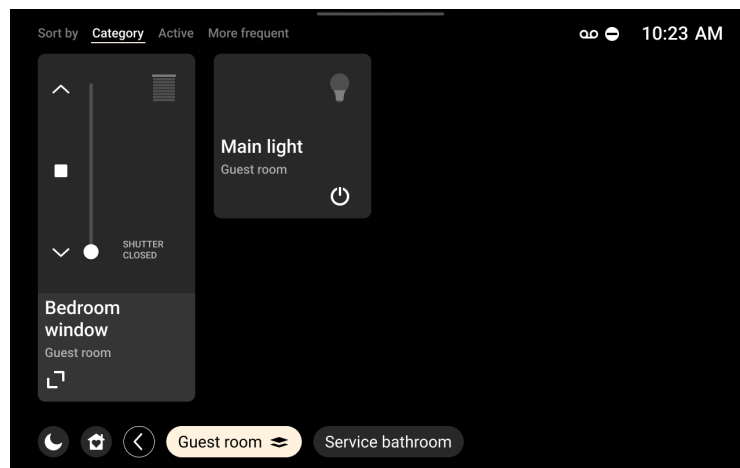 Sort by Category Active More frequent
10:23 AM
SHUTTER
CLOSED
Bedroom
window
Guest room
Main light
Guest room
Guest room
Service bathroom